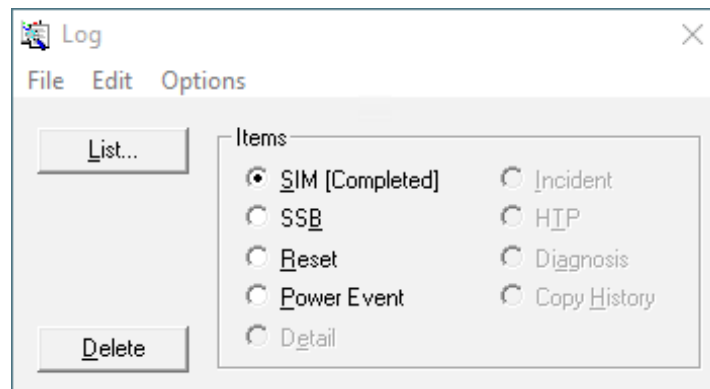 Log
File Edit Options
List...
Items
SIM [Completed]
Incident
SSB
HTP
Reset
Diagnosis
Power Event
Copy History
Detail
Delete